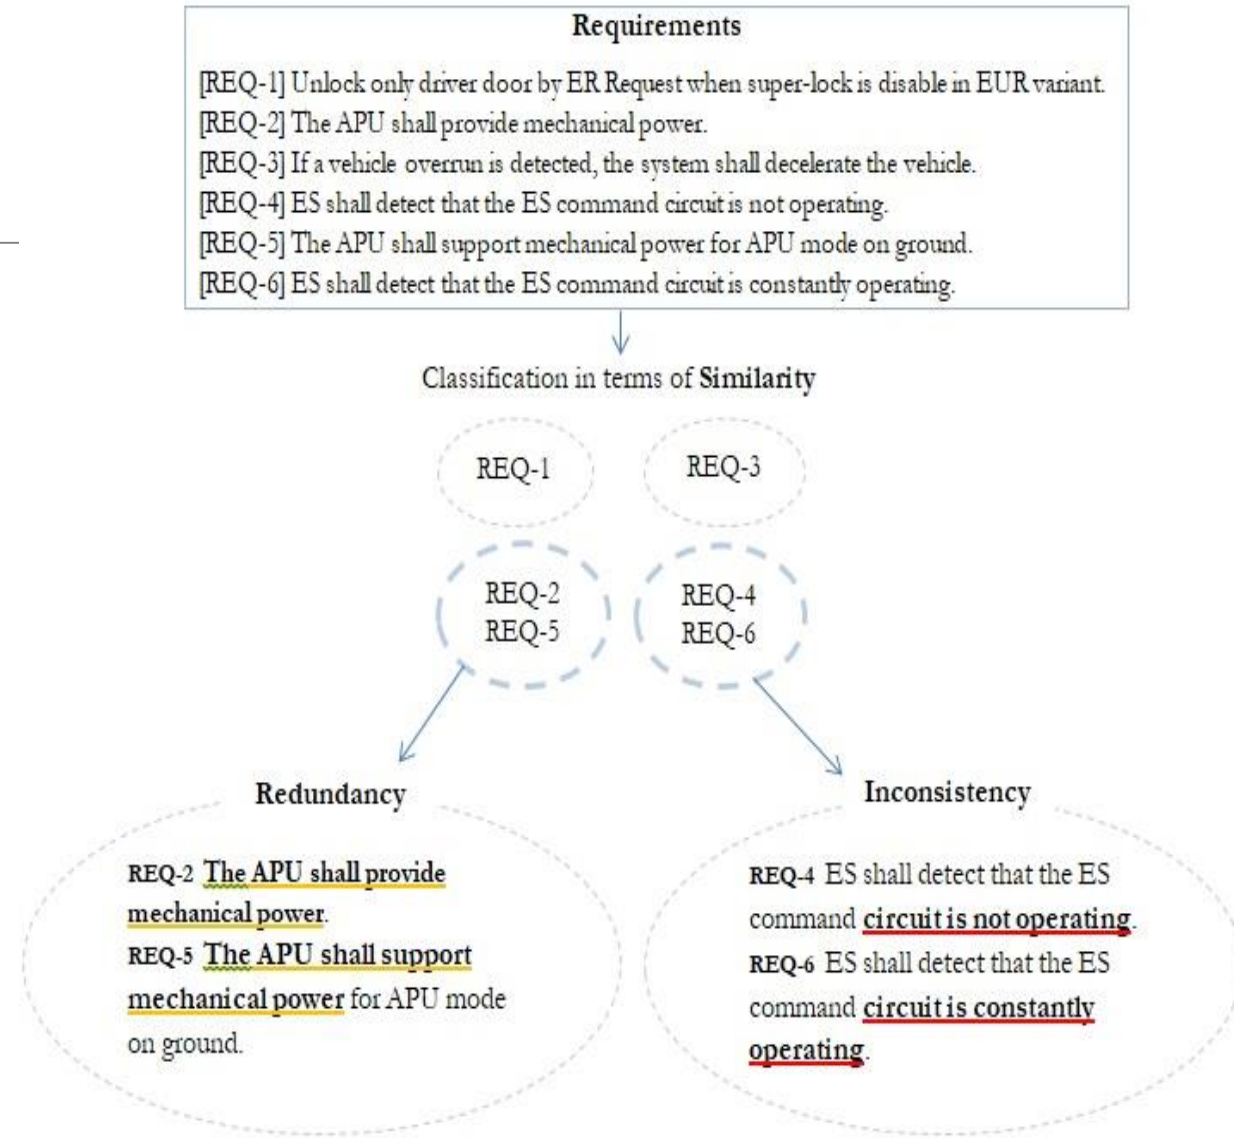 Requirements
[REQ-1] Unlock only driver door by ER Request when super-lock is disable in EUR variant.
[REQ-2] The APU shall provide mechanical power.
[REQ-3] If a vehicle overrun is detected, the system shall decelerate the vehicle.
[REQ-4] ES shall detect that the ES command circuit is not operating.
[REQ-5] The APU shall support mechanical power for APU mode on ground.
[REQ-6] ES shall detect that the ES command circuit is constantly operating.
Classification in terms of Similarity
REQ-1
REQ-3
REQ-2
REQ-5
REQ-4
REQ-6
Redundancy
REQ-2 The APU shall provide
mechanical power.
REQ-5 The APU shall support
mechanical power for APU mode
on ground.
Inconsistency
REQ-4 ES shall detect that the ES
command circuit is not operating.
REQ-6 ES shall detect that the ES
command circuit is constantly
operating.